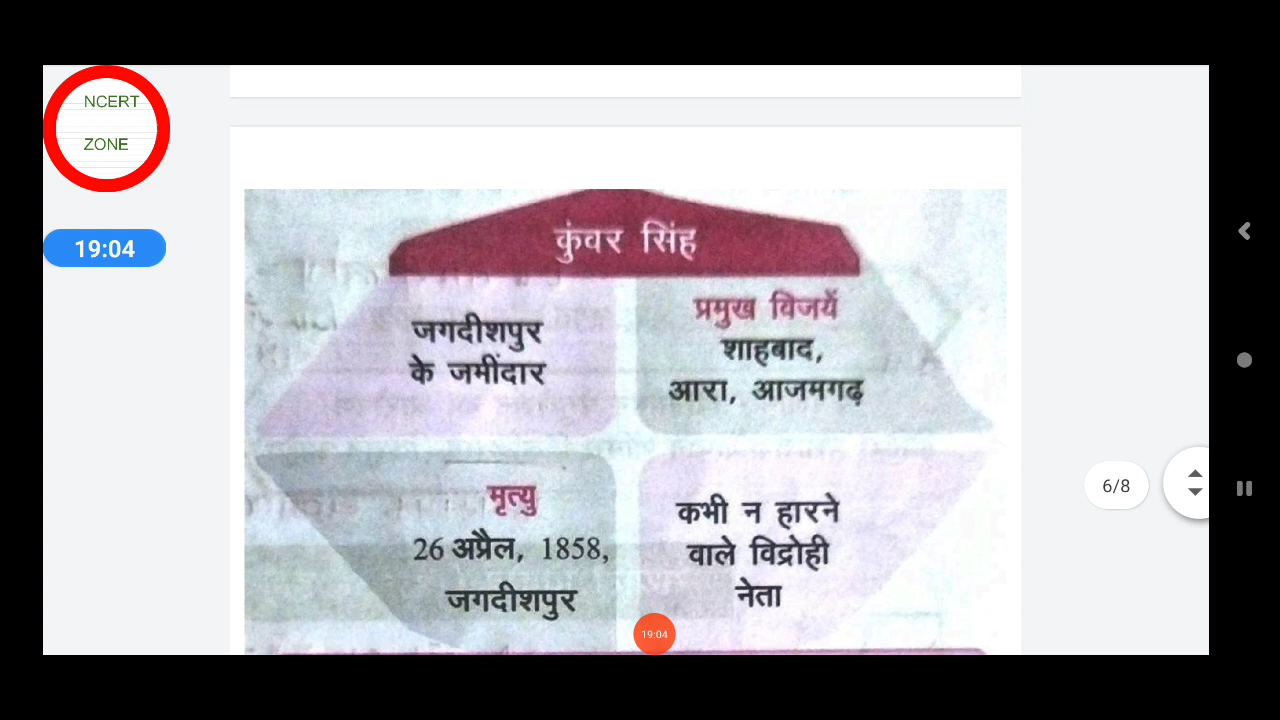 NCERT
ZONE
19:04
कुंवर सिंह
जगदीशपुर
के जमींदार
प्रमुख विजयें
शाहबाद,
आरा, आजमगढ़
मृत्यु
26 अप्रैल, 1858,
जगदीशपुर
कभी न हारने
वाले विद्रोही
नेता
6/8
19:04